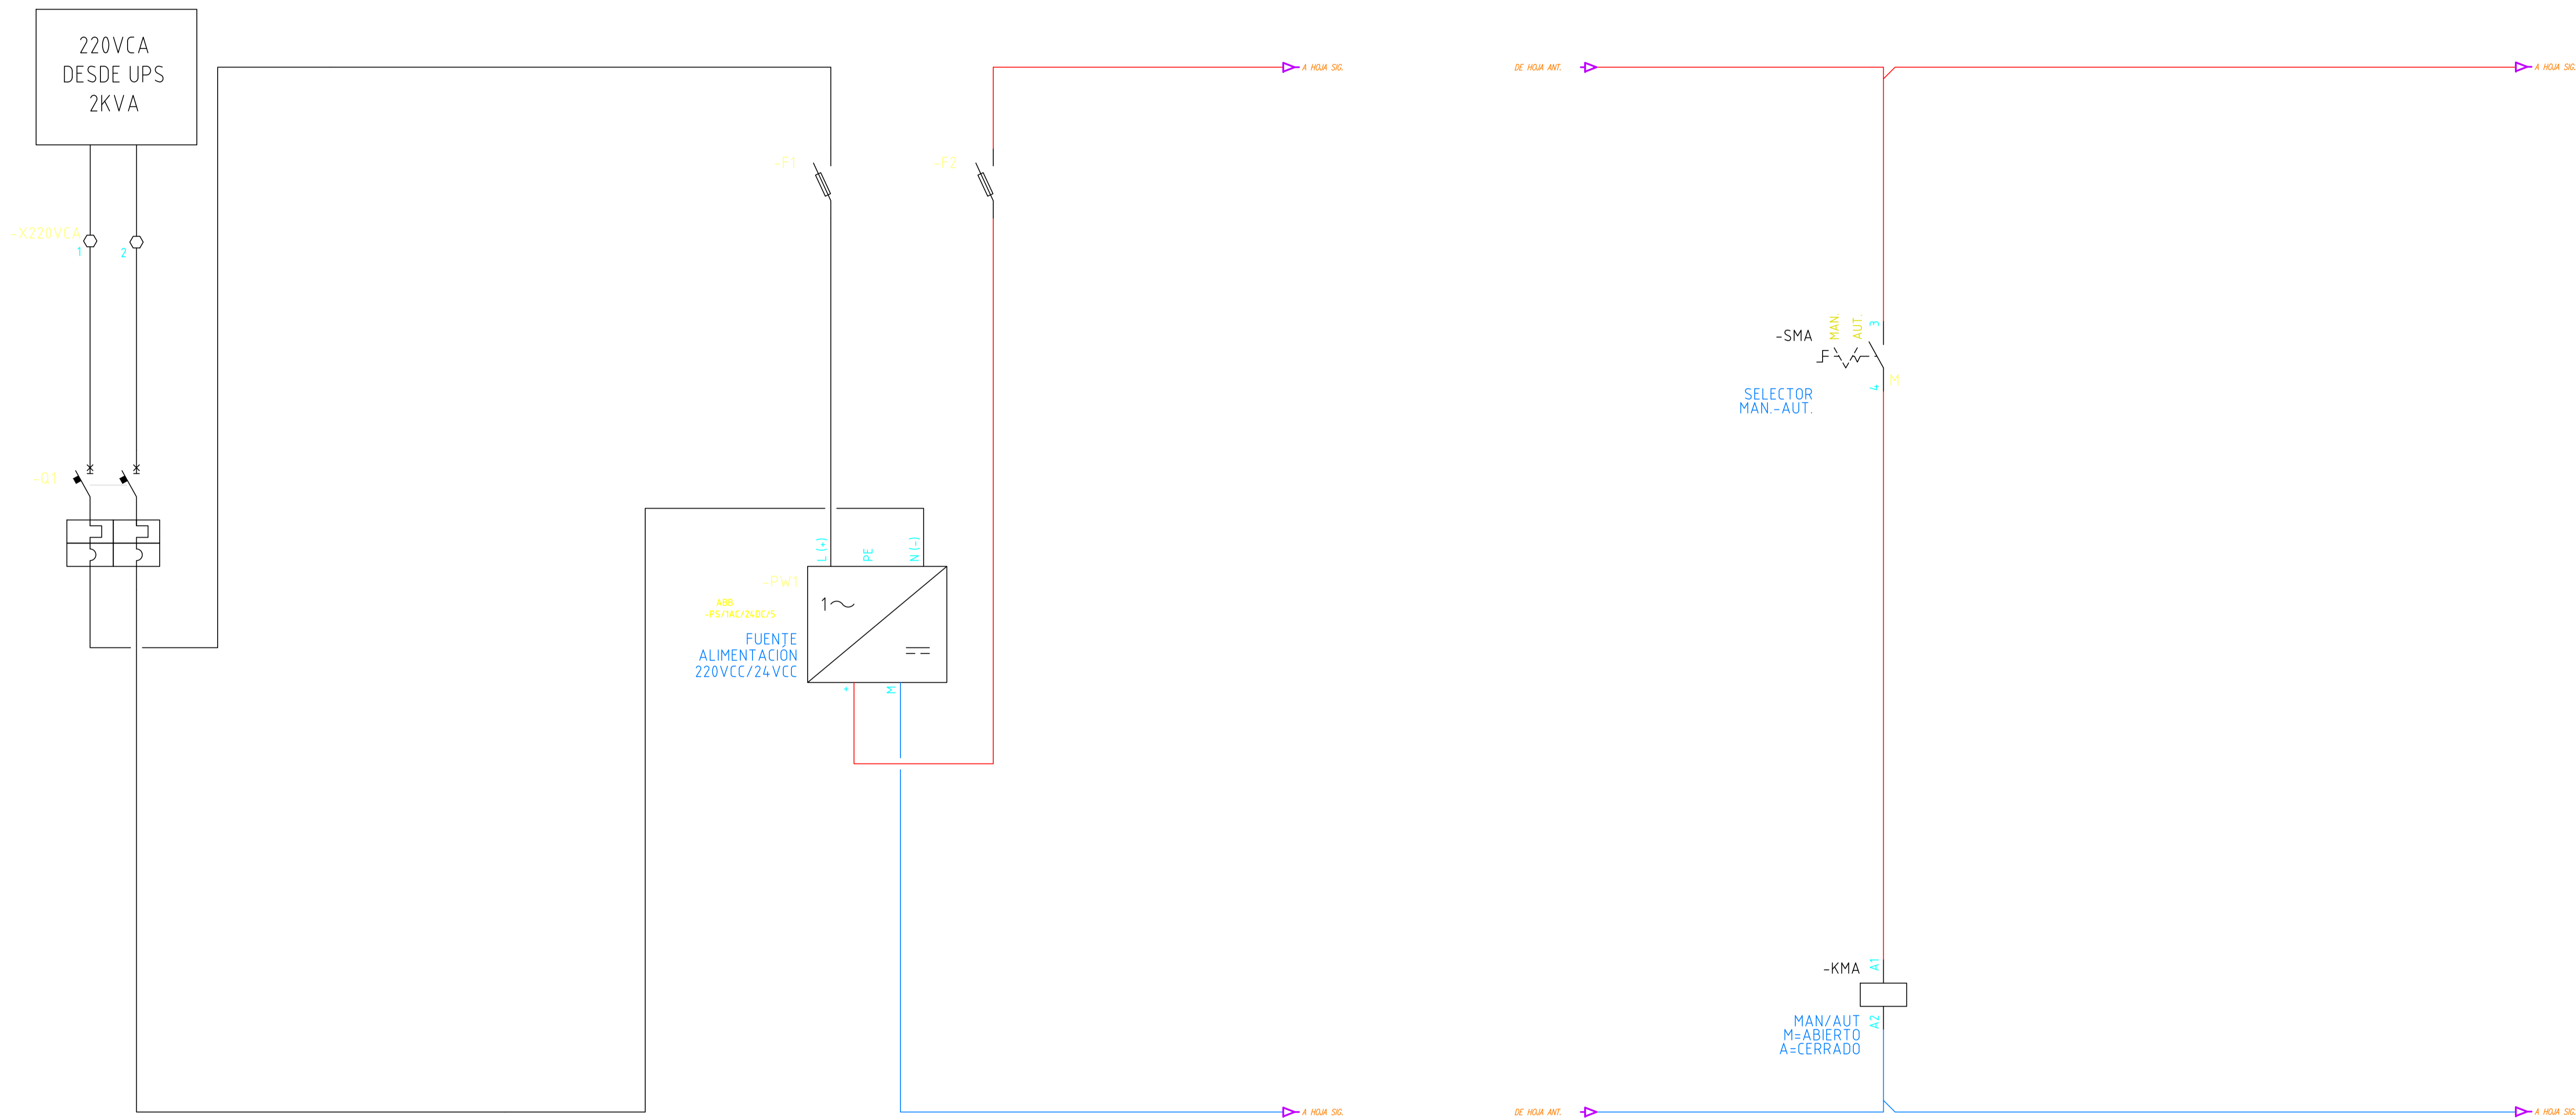 220VCA
DESDE UPS
2KVA
A HOJA SIG.
DE HOJA ANT.
A HOJA SIG.
-F1
-F2
-X220VCA
1
2
-SMA
MAN.
AUT.
3
4
M
SELECTOR
MAN.-AUT.
-Q1
L (+)
PE
N (-)
-PW1
1
A98
-PS/1AC/24DC/5
FUENTE
ALIMENTACIÓN
220VCC/24VCC
+
M
-KMA
A1
A2
MAN/AUT
M=ABIERTO
A=CERRADO
A HOJA SIG.
DE HOJA ANT.
A HOJA SIG.